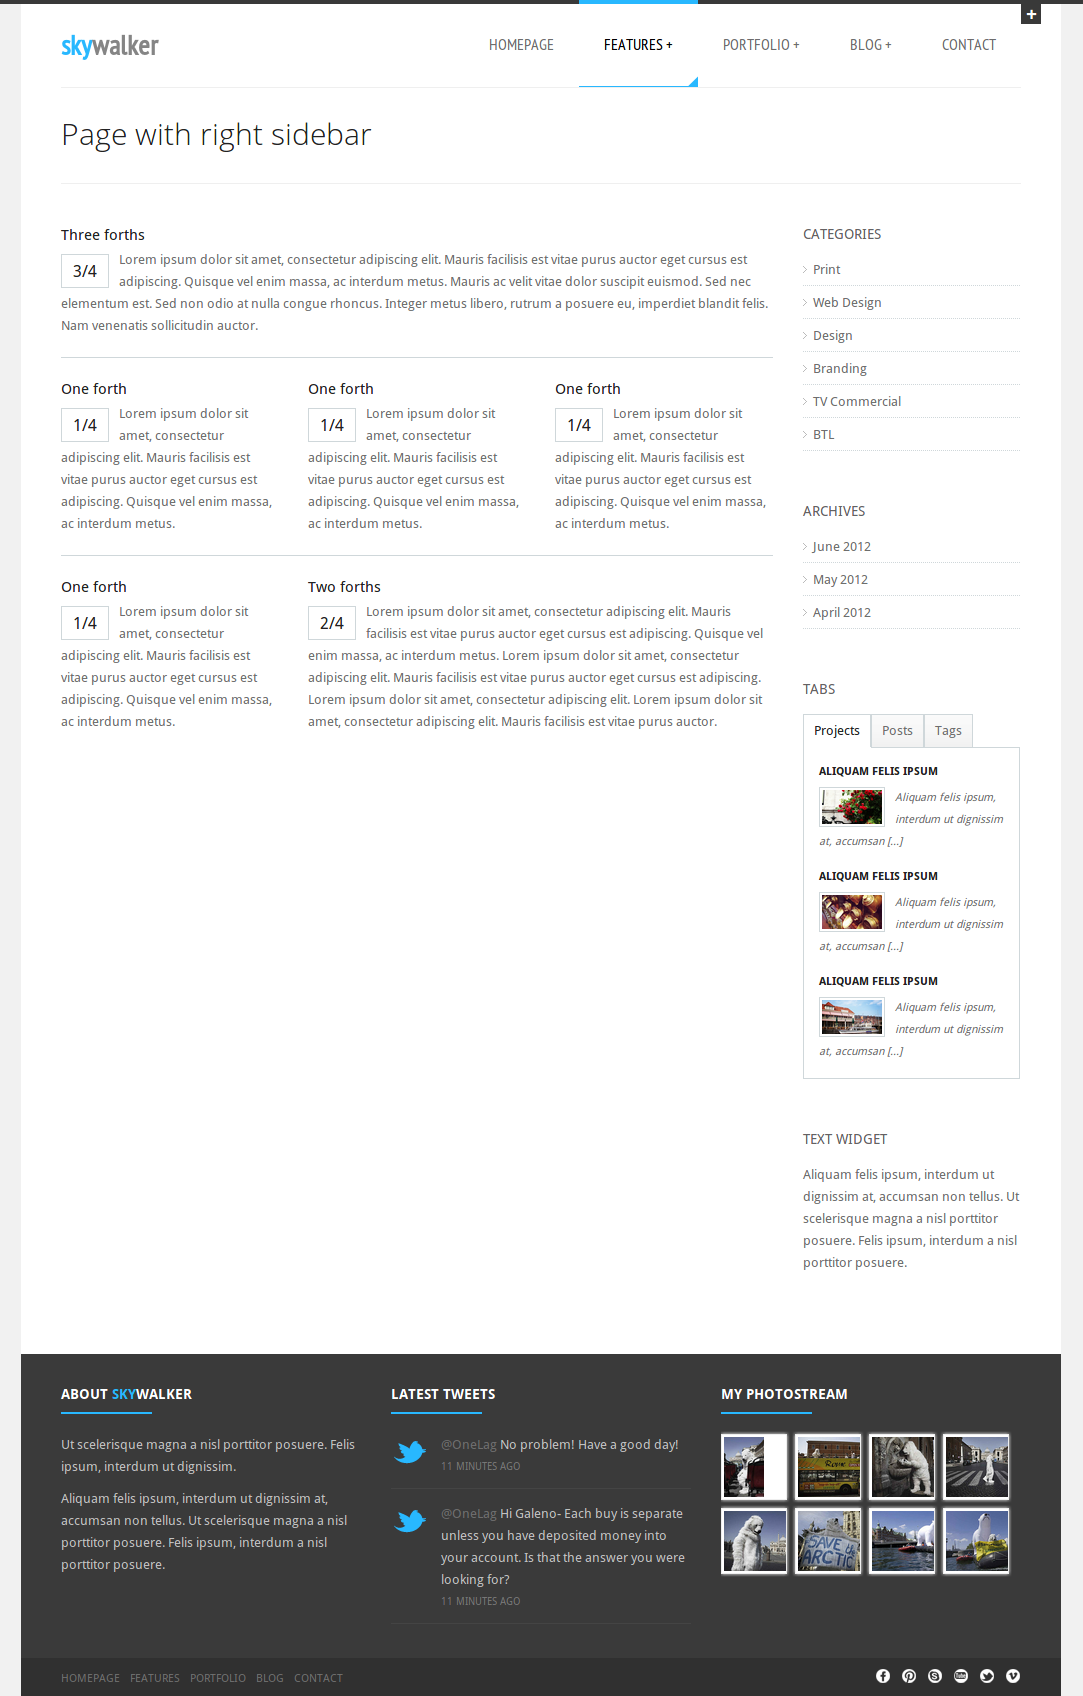 +
skywalker
HOMEPAGE
FEATURES +
PORTFOLIO +
BLOG +
CONTACT
Page with right sidebar
Three forths
3/4
Lorem ipsum dolor sit amet, consectetur adipiscing elit. Mauris facilisis est vitae purus auctor eget cursus est
adipiscing. Quisque vel enim massa, ac interdum metus. Mauris ac velit vitae dolor suscipit euismod. Sed nec
elementum est. Sed non odio at nulla congue rhoncus. Integer metus libero, rutrum a posuere eu, imperdiet blandit felis.
Nam venenatis sollicitudin auctor.
One forth
1/4
Lorem ipsum dolor sit
amet, consectetur
adipiscing elit. Mauris facilisis est
vitae purus auctor eget cursus est
adipiscing. Quisque vel enim massa,
ac interdum metus.
One forth
1/4
Lorem ipsum dolor sit
amet, consectetur
adipiscing elit. Mauris facilisis est
vitae purus auctor eget cursus est
adipiscing. Quisque vel enim massa,
ac interdum metus.
One forth
1/4
Lorem ipsum dolor sit
amet, consectetur
adipiscing elit. Mauris facilisis est
vitae purus auctor eget cursus est
adipiscing. Quisque vel enim massa,
ac interdum metus.
One forth
1/4
Lorem ipsum dolor sit
amet, consectetur
adipiscing elit. Mauris facilisis est
vitae purus auctor eget cursus est
adipiscing. Quisque vel enim massa,
ac interdum metus.
Two forths
2/4
Lorem ipsum dolor sit amet, consectetur adipiscing elit. Mauris
facilisis est vitae purus auctor eget cursus est adipiscing. Quisque vel
enim massa, ac interdum metus. Lorem ipsum dolor sit amet, consectetur
adipiscing elit. Mauris facilisis est vitae purus auctor eget cursus est adipiscing.
Lorem ipsum dolor sit amet, consectetur adipiscing elit. Lorem ipsum dolor sit
amet, consectetur adipiscing elit. Mauris facilisis est vitae purus auctor.
CATEGORIES
Print
Web Design
Design
Branding
TV Commercial
BTL
ARCHIVES
June 2012
May 2012
April 2012
TABS
Projects
Posts
Tags
ALIQUAM FELIS IPSUM
Aliquam felis ipsum,
interdum ut dignissim
at, accumsan [...]
ALIQUAM FELIS IPSUM
Aliquam felis ipsum,
interdum ut dignissim
at, accumsan [...]
ALIQUAM FELIS IPSUM
Aliquam felis ipsum,
interdum ut dignissim
at, accumsan [...]
TEXT WIDGET
Aliquam felis ipsum, interdum ut
dignissim at, accumsan non tellus. Ut
scelerisque magna a nisl porttitor
posuere. Felis ipsum, interdum a nisl
porttitor posuere.
ABOUT SKYWALKER
Ut scelerisque magna a nisl porttitor posuere. Felis
ipsum, interdum ut dignissim.
Aliquam felis ipsum, interdum ut dignissim at,
accumsan non tellus. Ut scelerisque magna a nisl
porttitor posuere. Felis ipsum, interdum a nisl
porttitor posuere.
LATEST TWEETS
@OneLag No problem! Have a good day!
11 MINUTES AGO
@OneLag Hi Galeno- Each buy is separate
unless you have deposited money into
your account. Is that the answer you were
looking for?
11 MINUTES AGO
MY PHOTOSTREAM
SAVE the
ARCTIC
HOMEPAGE
FEATURES
PORTFOLIO
BLOG
CONTACT